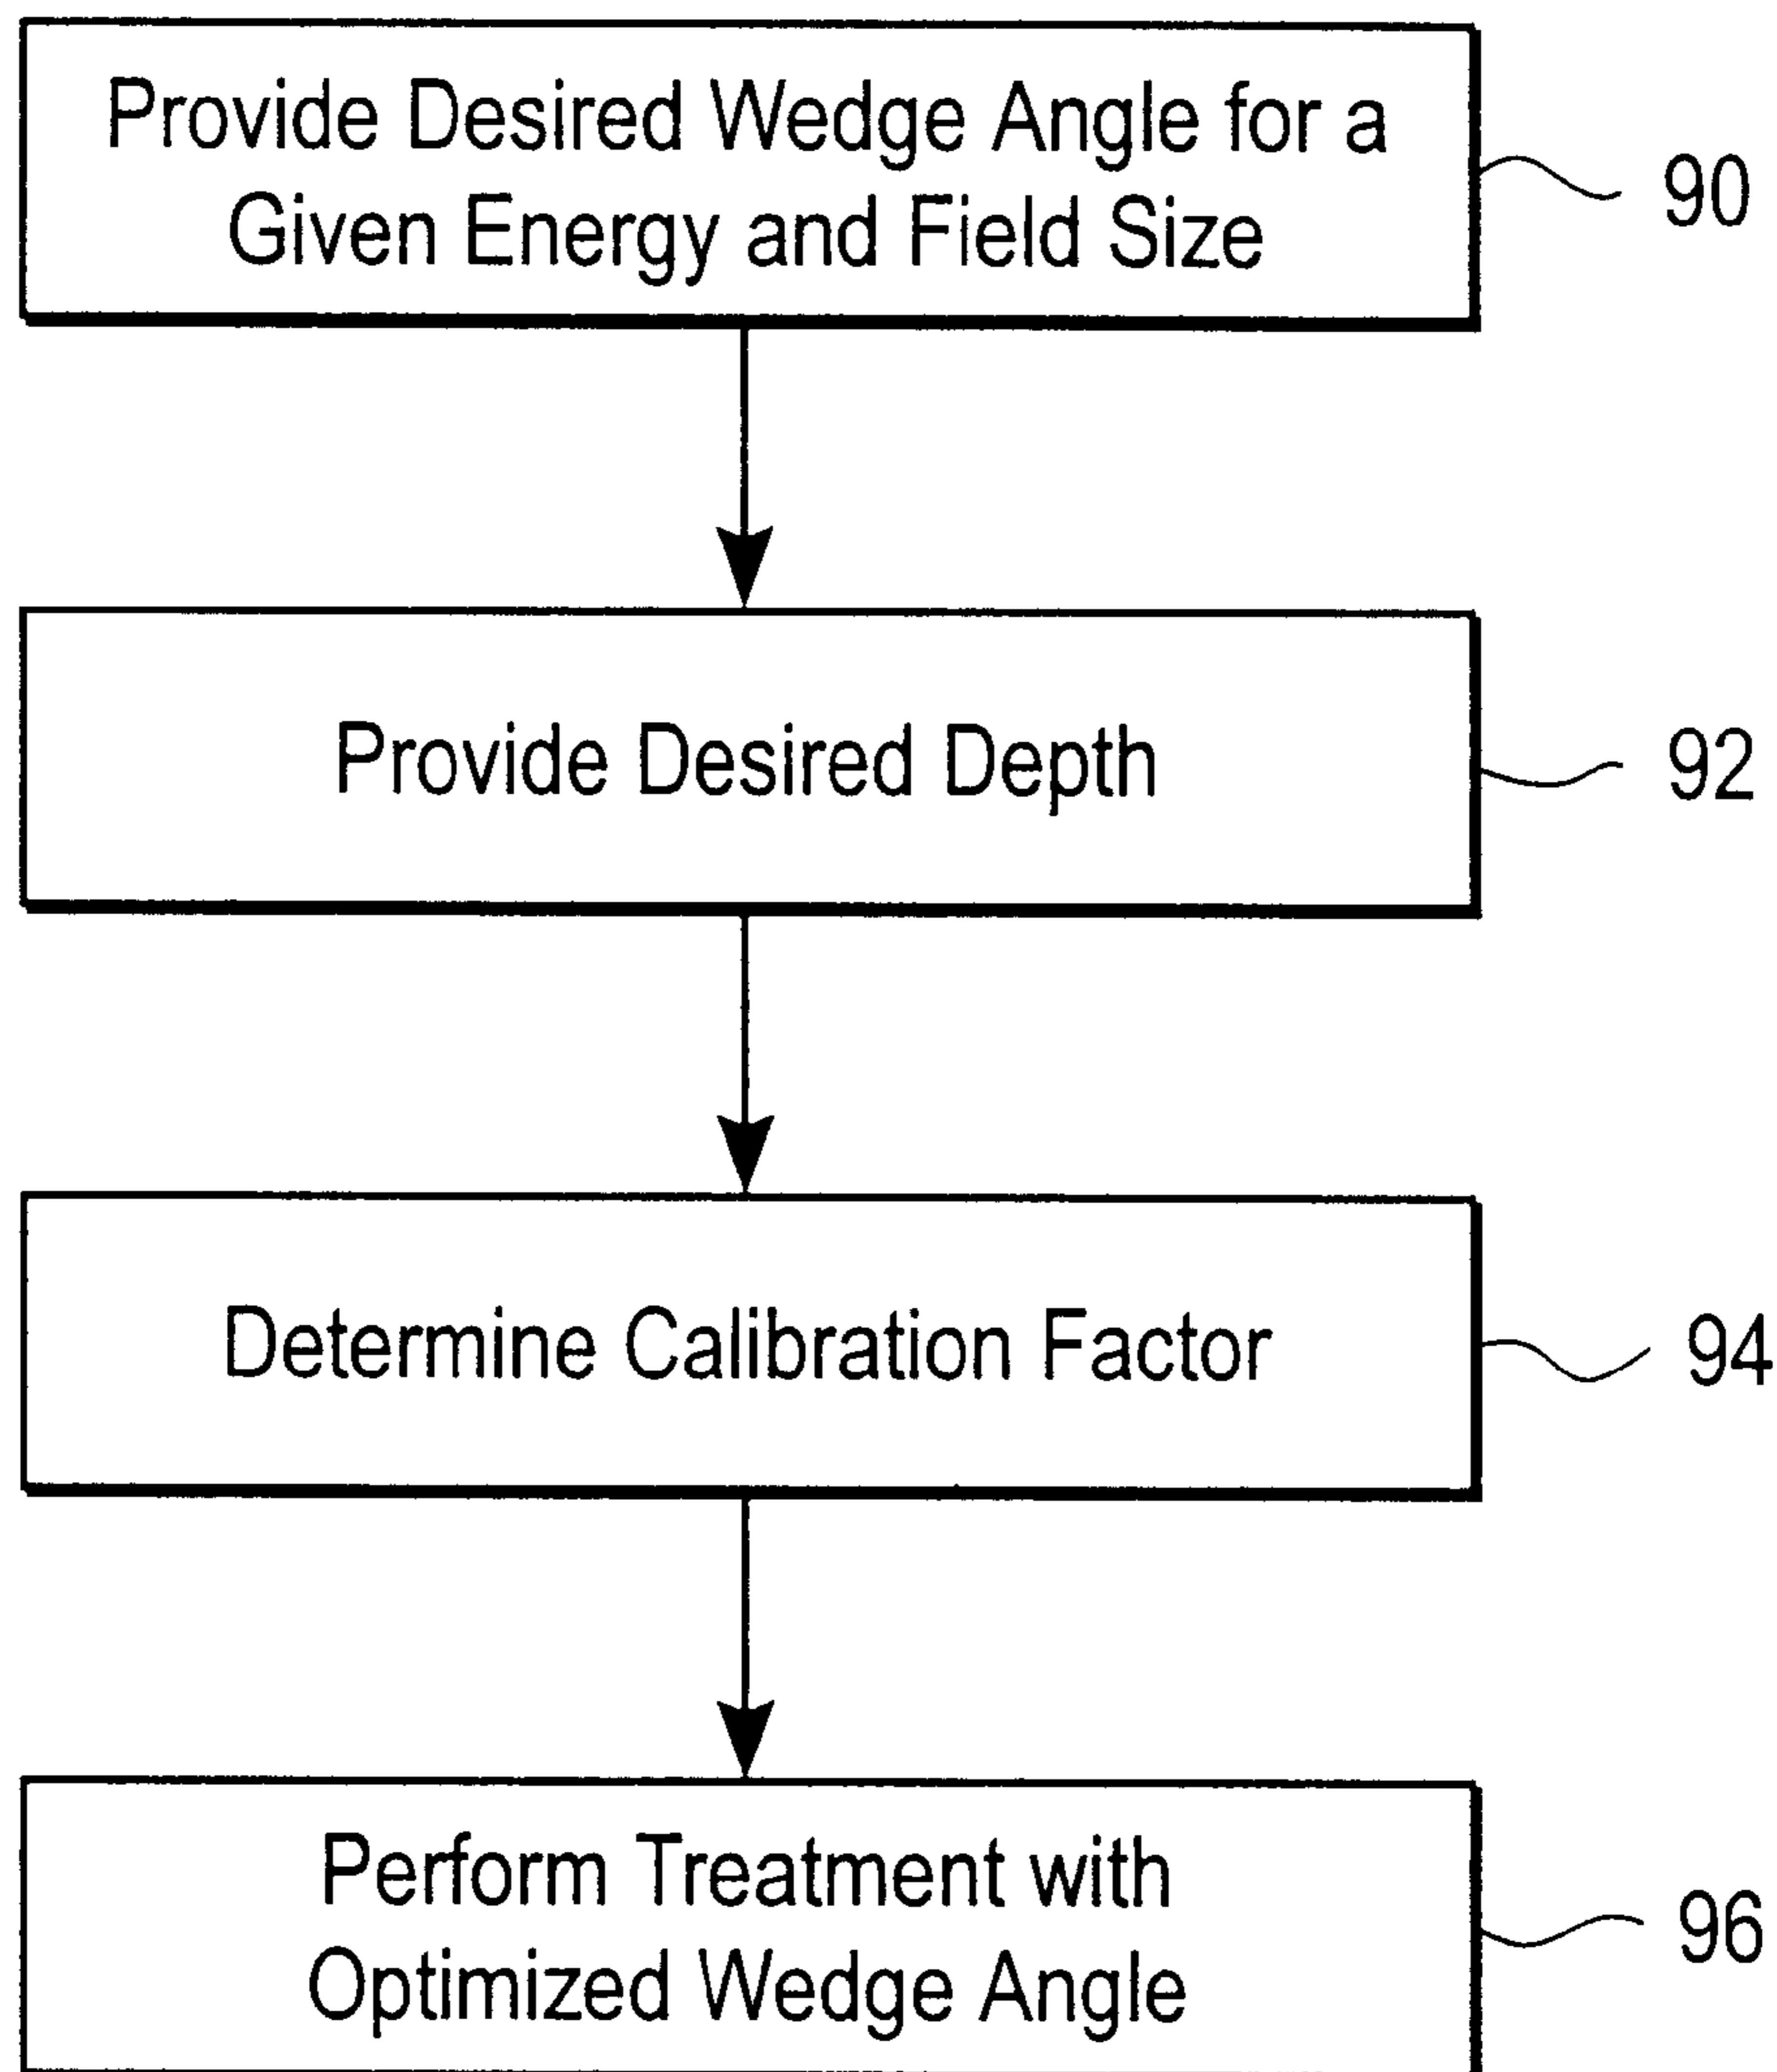 Provide Desired Wedge Angle for a
Given Energy and Field Size
90
Provide Desired Depth
92
Determine Calibration Factor
94
Perform Treatment with
Optimized Wedge Angle
96